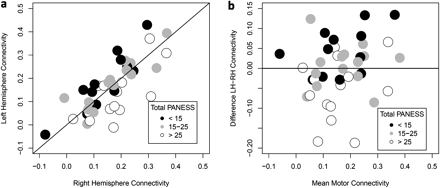 a
Left Hemisphere Connectivity
0.5
0.4
0.3
0.2
0.1
0.0
−0.1
−0.1 0.0 0.1 0.2 0.3 0.4 0.5
Right Hemisphere Connectivity
Total PANESS
< 15
15−25
> 25
b
Difference LH−RH Connectivity
0.15
0.10
0.05
0.00
−0.05
−0.10
−0.20
−0.1 0.0 0.1 0.2 0.3 0.4 0.5
Mean Motor Connectivity
Total PANESS
< 15
15−25
> 25